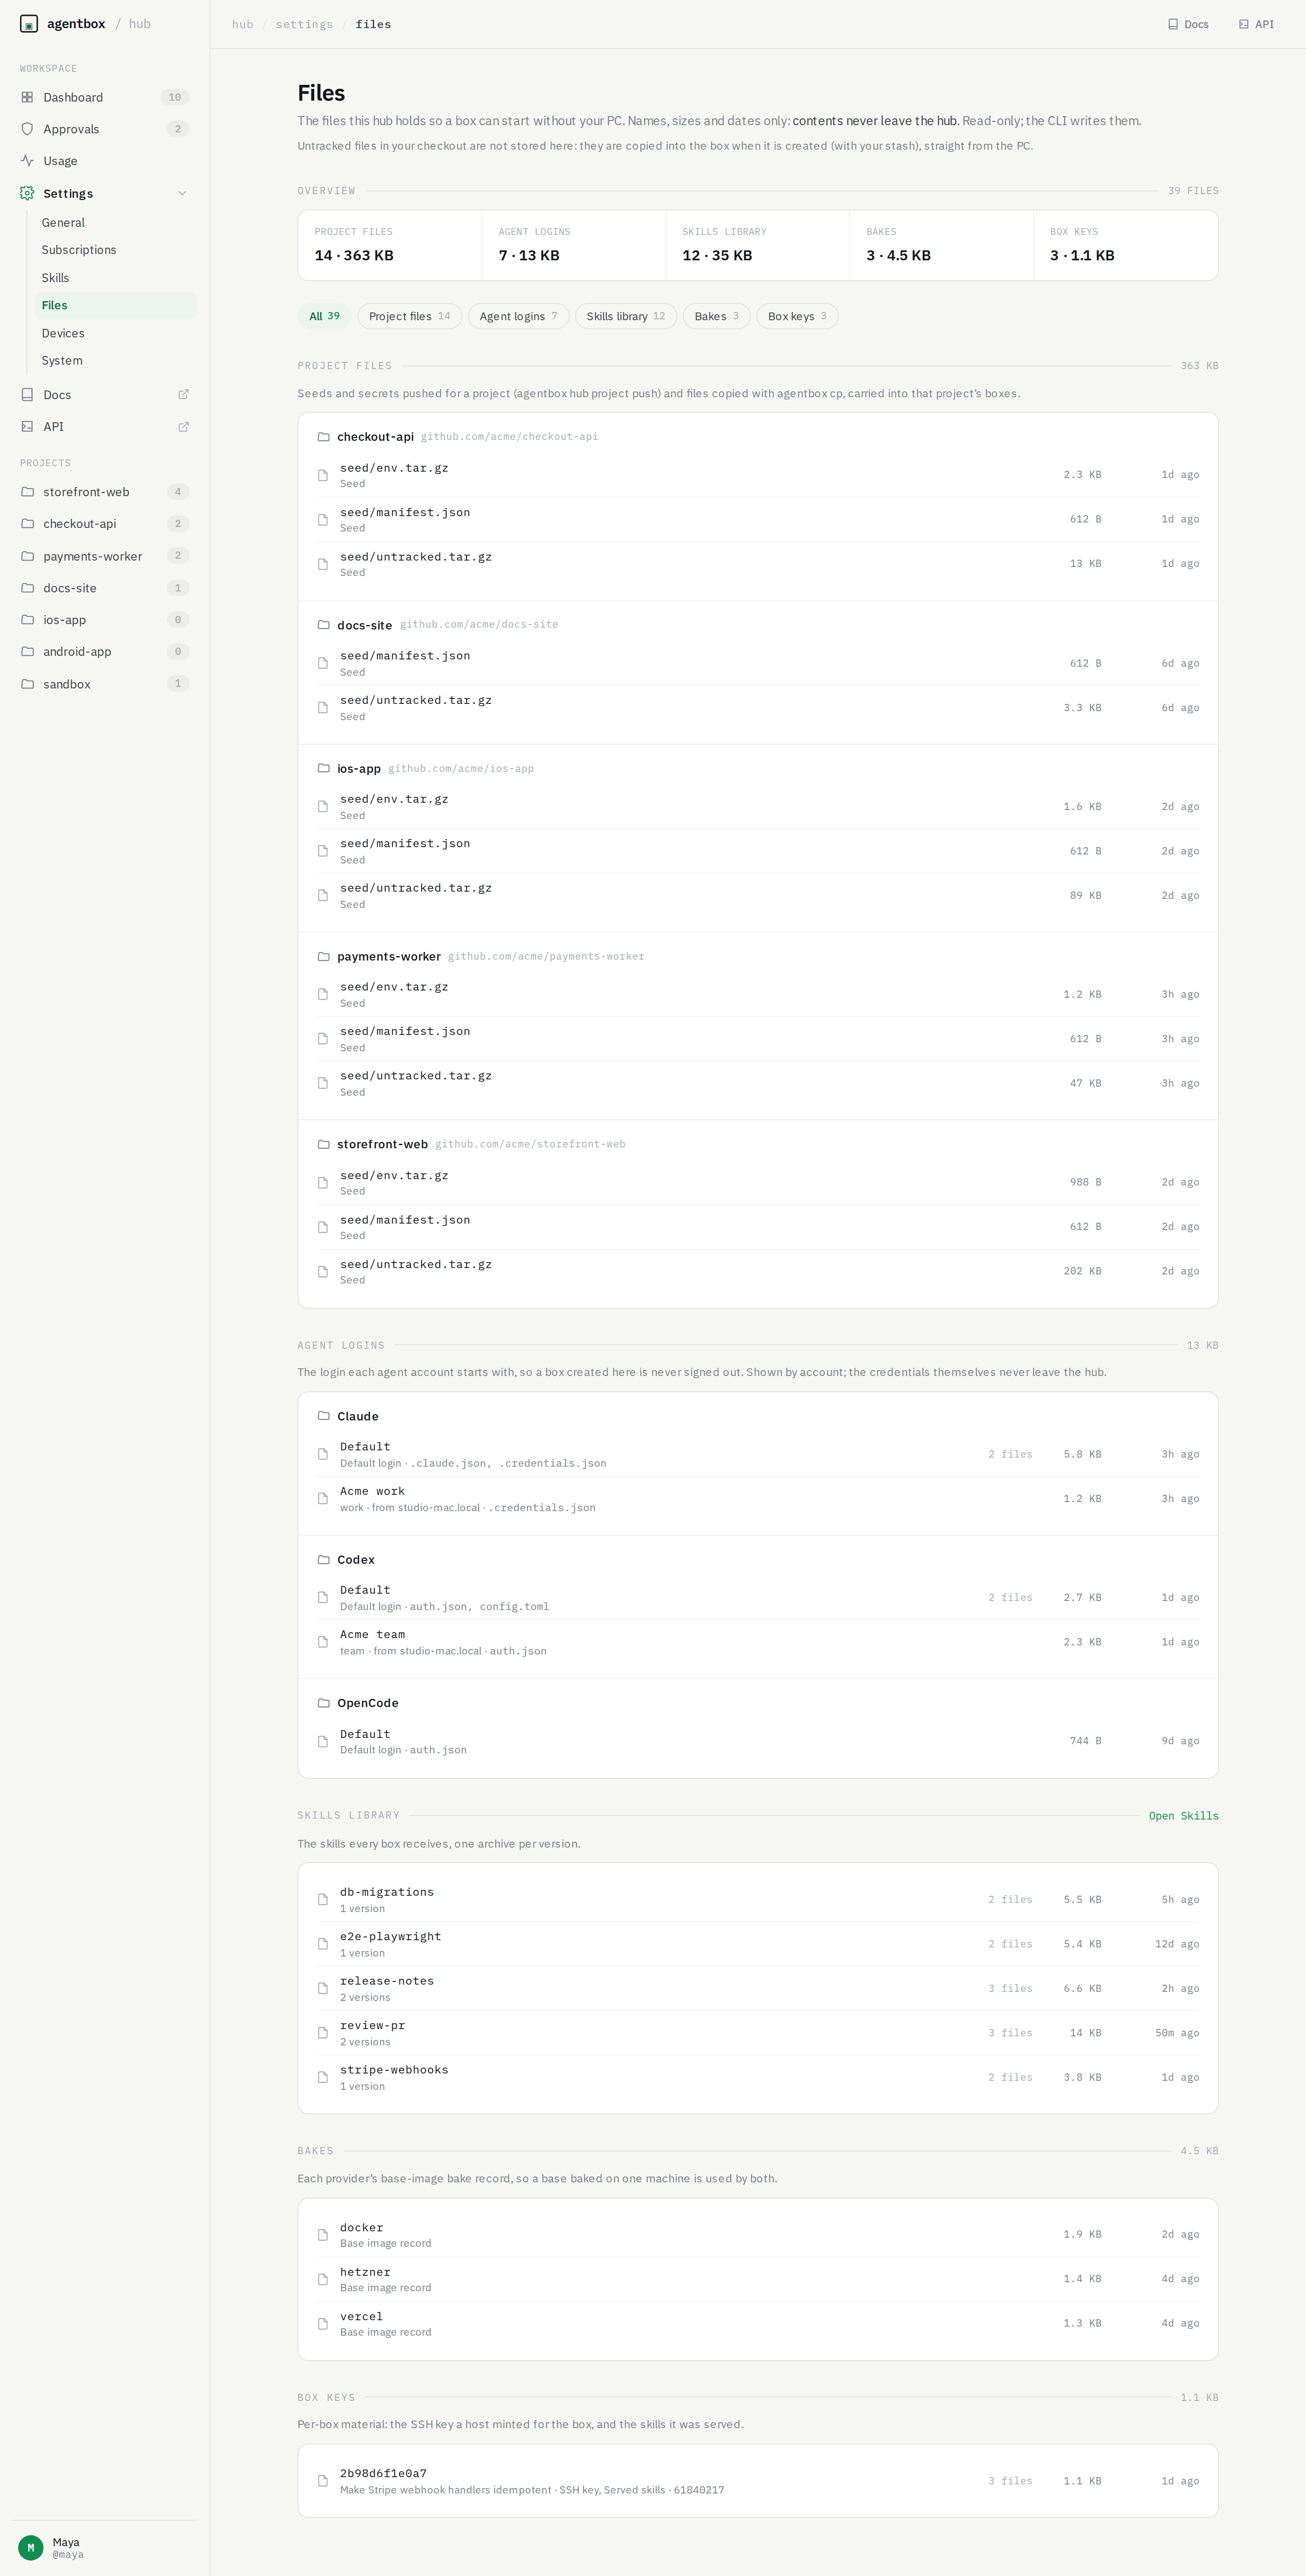 agentbox / hub
hub / settings / files
Docs
API
WORKSPACE
Dashboard 10
Approvals 2
Usage
Settings
General
Subscriptions
Skills
Files
Devices
System
Docs
API
PROJECTS
storefront-web 4
checkout-api 2
payments-worker 2
docs-site 1
ios-app 0
android-app 0
sandbox 1
M
Maya
@maya
Files
The files this hub holds so a box can start without your PC. Names, sizes and dates only: contents never leave the hub. Read-only; the CLI writes them.
Untracked files in your checkout are not stored here: they are copied into the box when it is created (with your stash), straight from the PC.
OVERVIEW 39 FILES
PROJECT FILES
14 · 363 KB
AGENT LOGINS
7 · 13 KB
SKILLS LIBRARY
12 · 35 KB
BAKES
3 · 4.5 KB
BOX KEYS
3 · 1.1 KB
All 39
Project files 14
Agent logins 7
Skills library 12
Bakes 3
Box keys 3
PROJECT FILES 363 KB
Seeds and secrets pushed for a project (agentbox hub project push) and files copied with agentbox cp, carried into that project's boxes.
checkout-api github.com/acme/checkout-api
seed/env.tar.gz 2.3 KB 1d ago
Seed
seed/manifest.json 612 B 1d ago
Seed
seed/untracked.tar.gz 13 KB 1d ago
Seed
docs-site github.com/acme/docs-site
seed/manifest.json 612 B 6d ago
Seed
seed/untracked.tar.gz 3.3 KB 6d ago
Seed
ios-app github.com/acme/ios-app
seed/env.tar.gz 1.6 KB 2d ago
Seed
seed/manifest.json 612 B 2d ago
Seed
seed/untracked.tar.gz 89 KB 2d ago
Seed
payments-worker github.com/acme/payments-worker
seed/env.tar.gz 1.2 KB 3h ago
Seed
seed/manifest.json 612 B 3h ago
Seed
seed/untracked.tar.gz 47 KB 3h ago
Seed
storefront-web github.com/acme/storefront-web
seed/env.tar.gz 988 B 2d ago
Seed
seed/manifest.json 612 B 2d ago
Seed
seed/untracked.tar.gz 202 KB 2d ago
Seed
AGENT LOGINS 13 KB
The login each agent account starts with, so a box created here is never signed out. Shown by account; the credentials themselves never leave the hub.
Claude
Default 2 files 5.8 KB 3h ago
Default login · .claude.json, .credentials.json
Acme work 1.2 KB 3h ago
work · from studio-mac.local · .credentials.json
Codex
Default 2 files 2.7 KB 1d ago
Default login · auth.json, config.toml
Acme team 2.3 KB 1d ago
team · from studio-mac.local · auth.json
OpenCode
Default 744 B 9d ago
Default login · auth.json
SKILLS LIBRARY Open Skills
The skills every box receives, one archive per version.
db-migrations 2 files 5.5 KB 5h ago
1 version
e2e-playwright 2 files 5.4 KB 12d ago
1 version
release-notes 3 files 6.6 KB 2h ago
2 versions
review-pr 3 files 14 KB 50m ago
2 versions
stripe-webhooks 2 files 3.8 KB 1d ago
1 version
BAKES 4.5 KB
Each provider's base-image bake record, so a base baked on one machine is used by both.
docker 1.9 KB 2d ago
Base image record
hetzner 1.4 KB 4d ago
Base image record
vercel 1.3 KB 4d ago
Base image record
BOX KEYS 1.1 KB
Per-box material: the SSH key a host minted for the box, and the skills it was served.
2b98d6f1e0a7 3 files 1.1 KB 1d ago
Make Stripe webhook handlers idempotent · SSH key, Served skills · 61840217